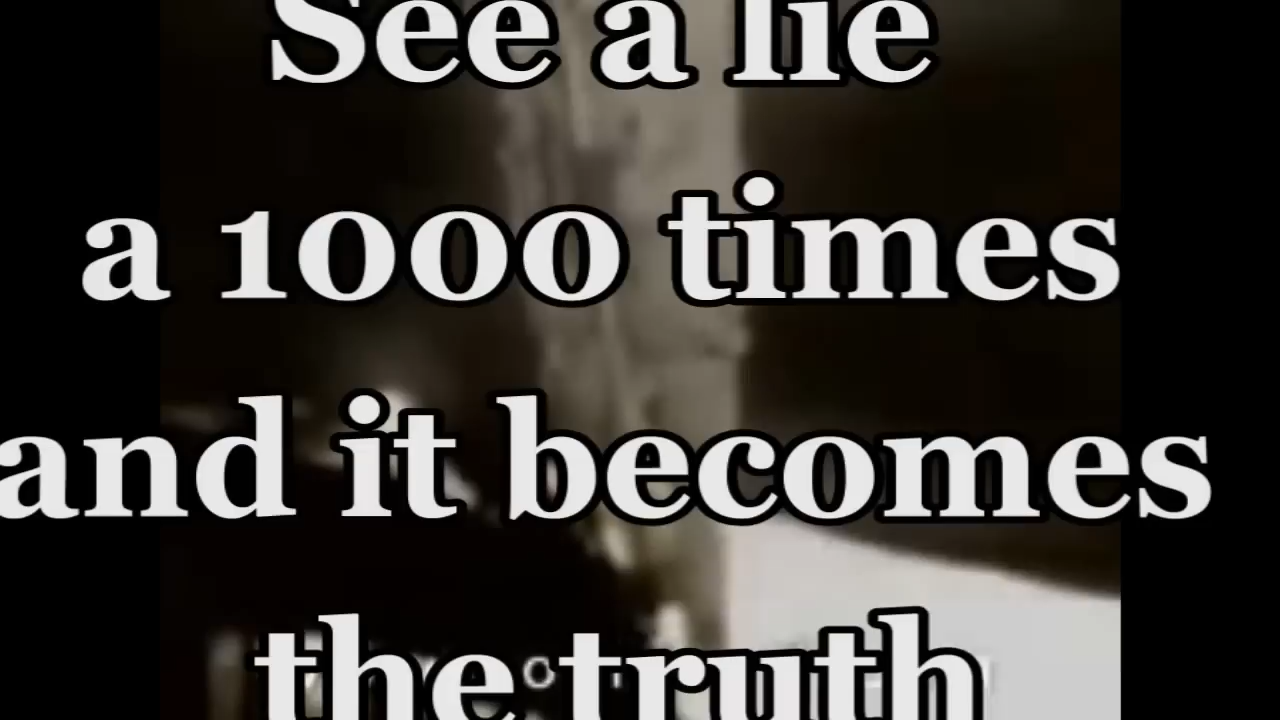 See a lie
a 1000 times
and it becomes
the truth